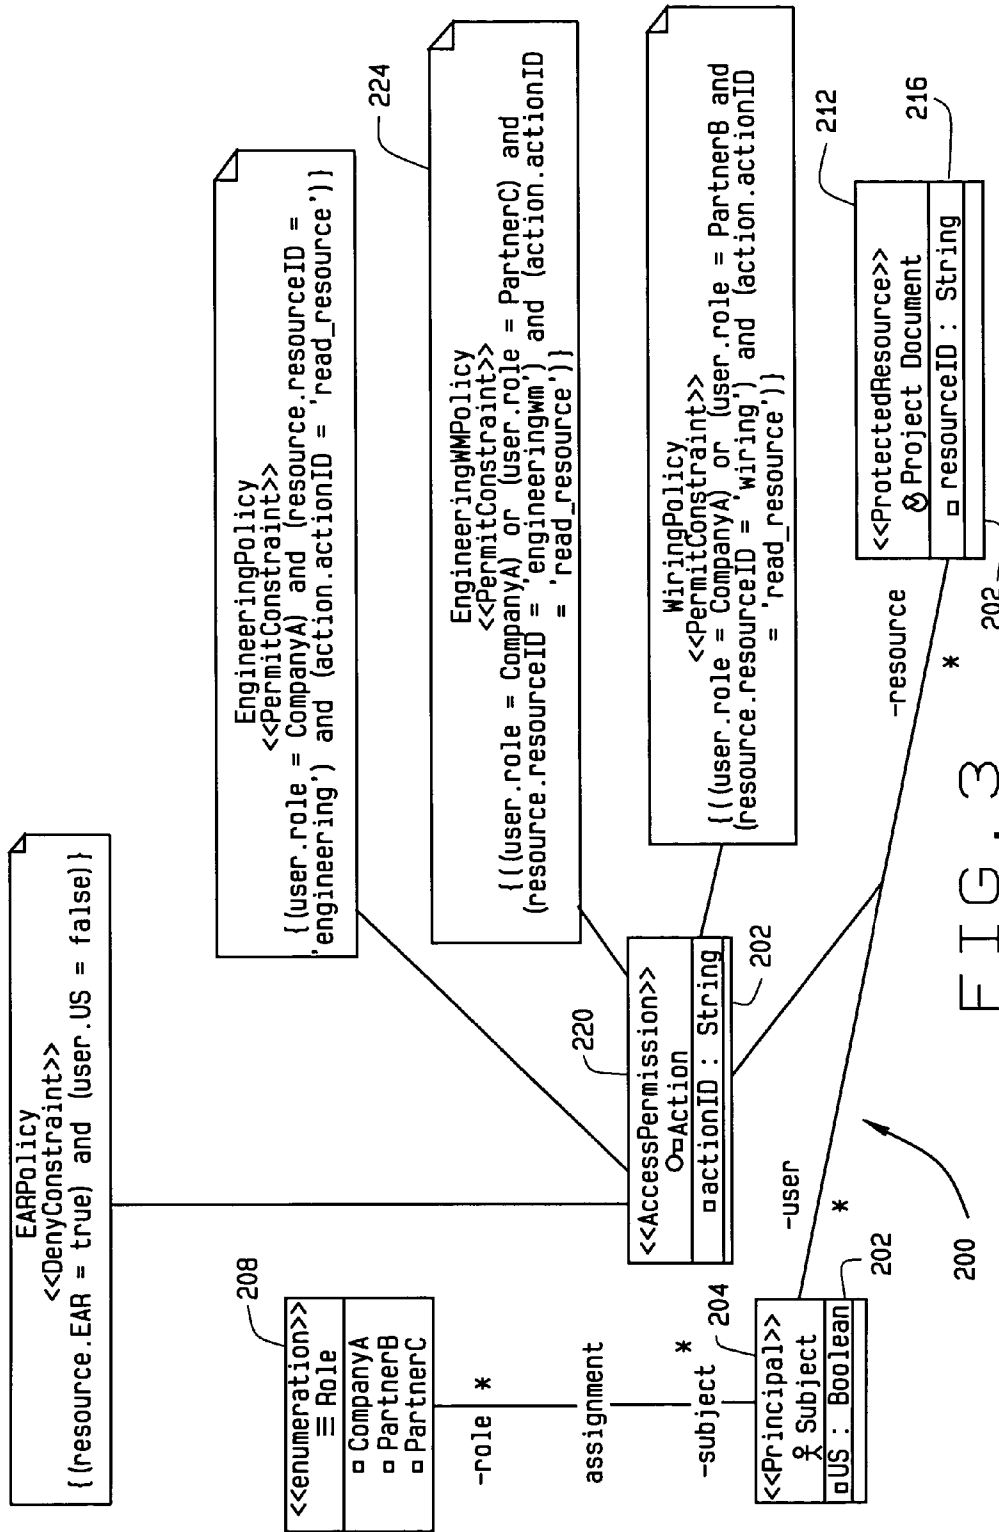 EARPolicy
<<DenyConstraint>>
{(resource.EAR = true) and (user.US = false)}
EngineeringPolicy
<<PermitConstraint>>
{(user.role = CompanyA) and (resource.resourceID =
'engineering') and (action.actionID = 'read_resource')}
224
EngineeringWMPolicy
<<PermitConstraint>>
{((user.role = CompanyA) or (user.role = PartnerC) and
(resource.resourceID = 'engineeringwm') and (action.actionID
= 'read_resource')}
WiringPolicy
<<PermitConstraint>>
{((user.role = CompanyA) or (user.role = PartnerB and
(resource.resourceID = 'wiring') and (action.actionID
= 'read_resource')}
208
<<enumeration>>
Role
CompanyA
PartnerB
PartnerC
-role *
assignment
-subject *
204
<<Principal>>
Subject
US : Boolean
202
220
<<AccessPermission>>
Action
actionID : String
202
-user
*
200
-resource
*
212
<<ProtectedResource>>
Project Document
resourceID : String
216
202
FIG. 3